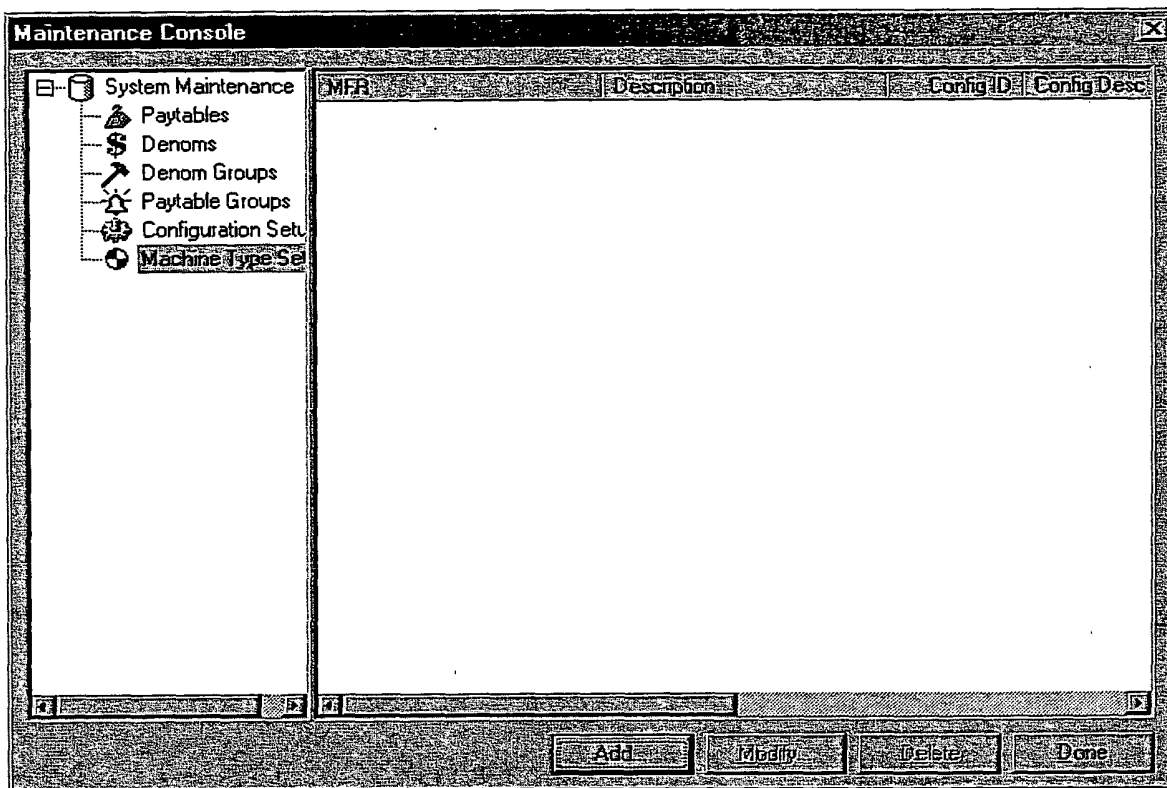 Maintenance Console
System Maintenance
Paytables
Denoms
Denom Groups
Paytable Groups
Configuration Setu
Machine Type Set
MFR Description Config ID Config Desc
Add Modify Delete Done